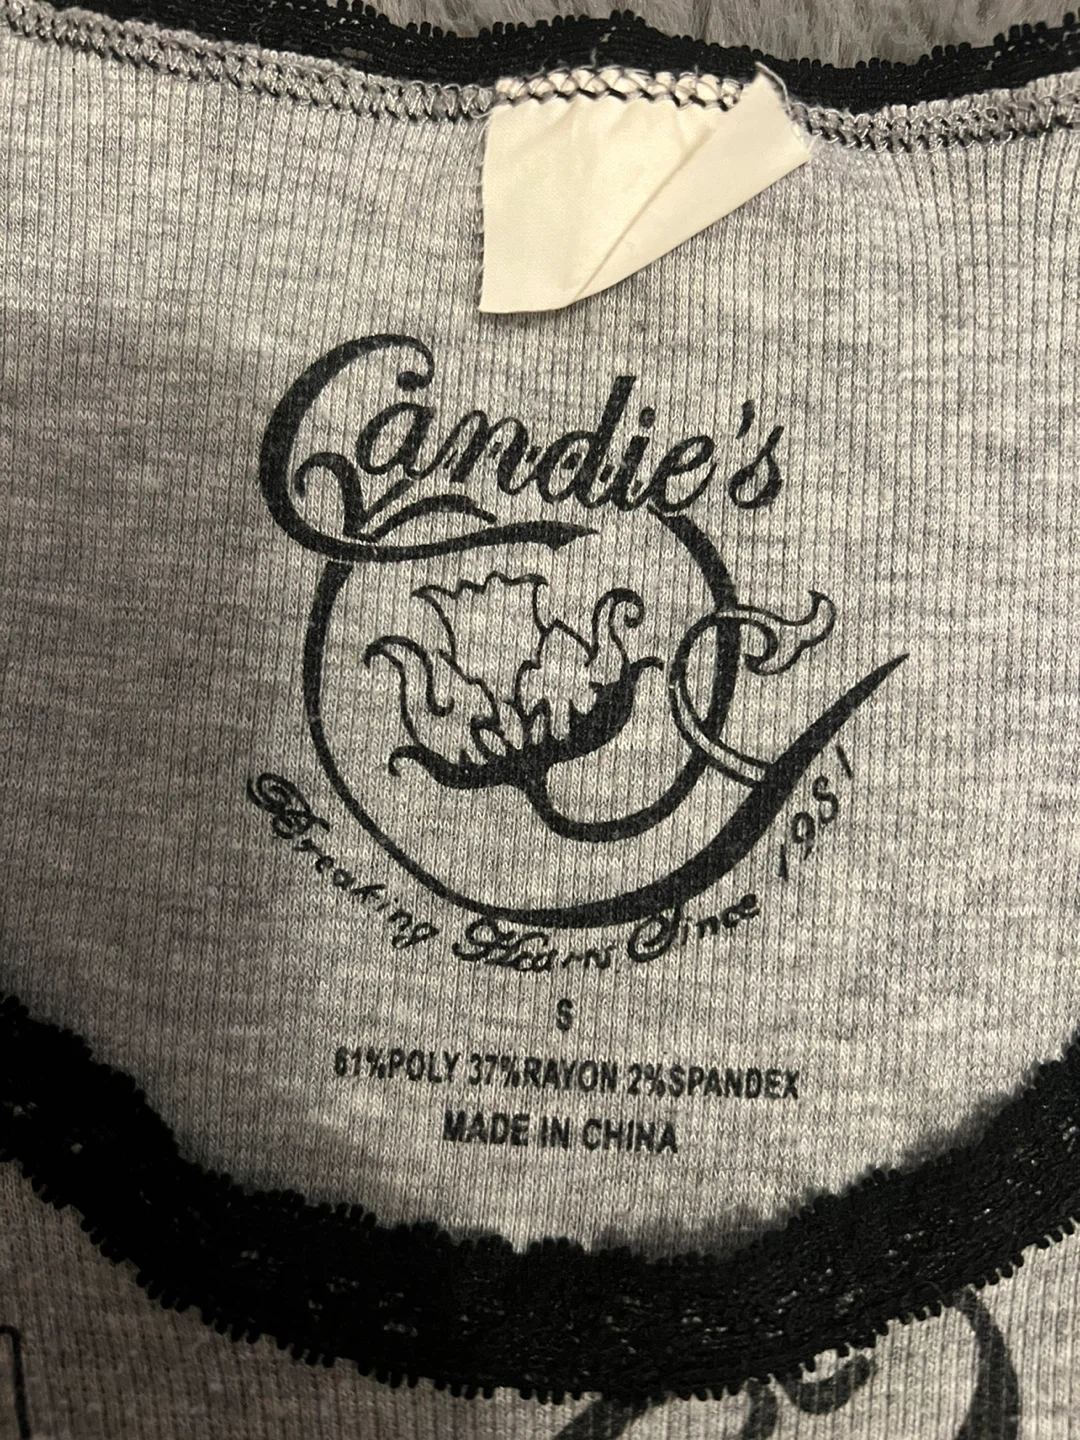 Candie's
Breaking Hearts Since 1981
S
61%POLY 37%RAYON 2%SPANDEX
MADE IN CHINA